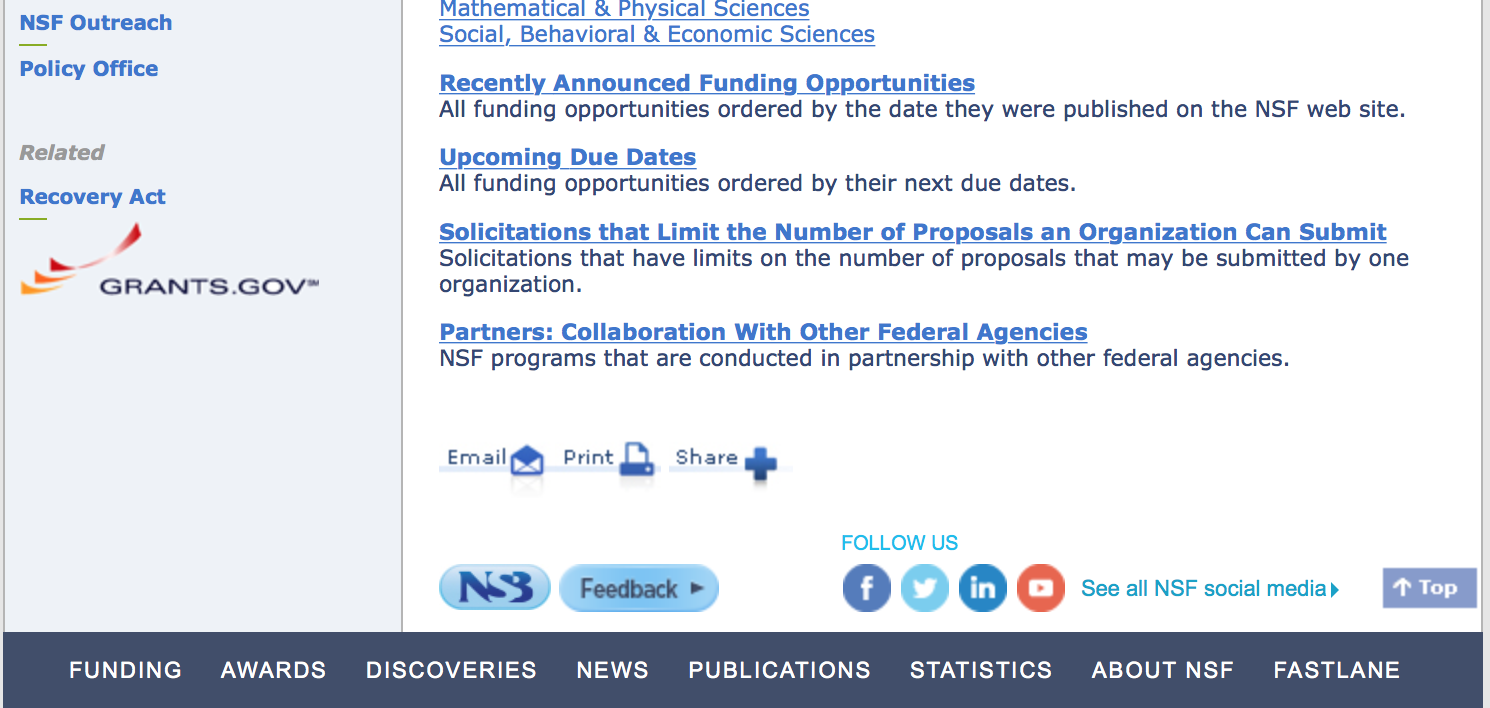 NSF Outreach
Policy Office
Related
Recovery Act
GRANTS.GOV℠
Mathematical & Physical Sciences
Social, Behavioral & Economic Sciences
Recently Announced Funding Opportunities
All funding opportunities ordered by the date they were published on the NSF web site.
Upcoming Due Dates
All funding opportunities ordered by their next due dates.
Solicitations that Limit the Number of Proposals an Organization Can Submit
Solicitations that have limits on the number of proposals that may be submitted by one
organization.
Partners: Collaboration With Other Federal Agencies
NSF programs that are conducted in partnership with other federal agencies.
Email Print Share
FOLLOW US
NSB Feedback f in See all NSF social media Top
FUNDING AWARDS DISCOVERIES NEWS PUBLICATIONS STATISTICS ABOUT NSF FASTLANE